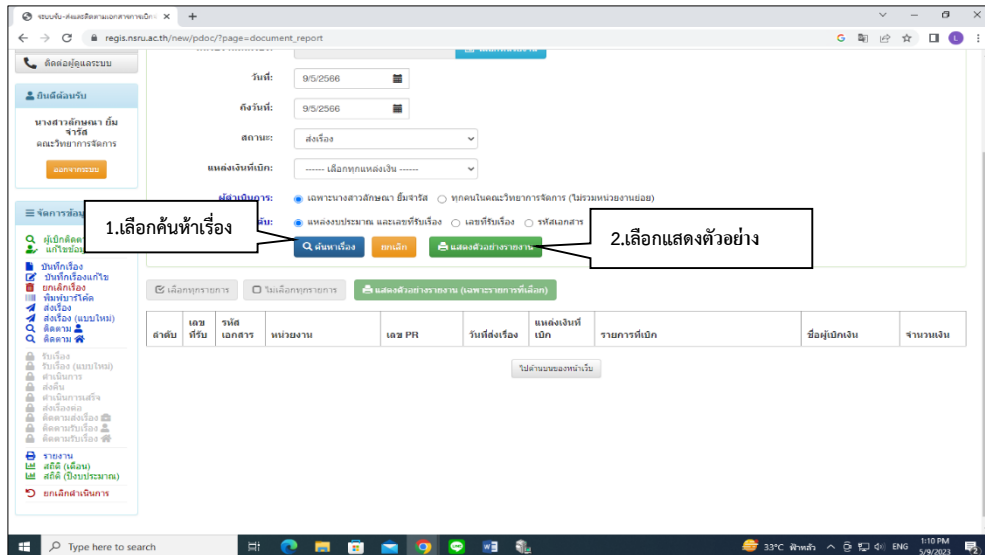 ระบบรับ-ส่งและติดตามเอกสารการเบิก
regis.nsru.ac.th/new/pdoc/?page=document_report
ติดต่อผู้ดูแลระบบ
วันที่: 9/5/2566
ยินดีต้อนรับ
ถึงวันที่: 9/5/2566
นางสาวลักษณา ยิ้ม
จำรัส
คณะวิทยาการจัดการ
สถานะ: ส่งเรื่อง
ออกจากระบบ
แหล่งเงินที่เบิก: ------ เลือกทุกแหล่งเงิน ------
ผู้ดำเนินการ: เฉพาะนางสาวลักษณา ยิ้มจำรัส ทุกคนในคณะวิทยาการจัดการ (ไม่รวมหน่วยงานย่อย)
จัดการข้อมูล
แหล่งงบประมาณ และเลขที่รับเรื่อง เลขที่รับเรื่อง รหัสเอกสาร
1.เลือกค้นห้าเรื่อง
2.เลือกแสดงตัวอย่าง
ค้นหาเรื่อง ยกเลิก แสดงตัวอย่างรายงาน
ผู้เบิกติดตาม
แก้ไขข้อมูล
บันทึกเรื่อง
บันทึกเรื่องแก้ไข
ยกเลิกเรื่อง
พิมพ์บาร์โค้ด
ส่งเรื่อง
ส่งเรื่อง (แบบใหม่)
ติดตาม
ติดตาม
เลือกทุกรายการ ไม่เลือกทุกรายการ แสดงตัวอย่างรายงาน (เฉพาะรายการที่เลือก)
ลำดับ เลขที่รับ รหัสเอกสาร หน่วยงาน เลข PR วันที่ส่งเรื่อง แหล่งเงินที่เบิก รายการที่เบิก ชื่อผู้เบิกเงิน จำนวนเงิน
ไปด้านบนของหน้าเว็บ
รับเรื่อง
รับเรื่อง (แบบใหม่)
ดำเนินการ
ส่งคืน
ดำเนินการเสร็จ
ส่งเรื่องต่อ
ติดตามส่งเรื่อง
ติดตามรับเรื่อง
ติดตามรับเรื่อง
รายงาน
สถิติ (เดือน)
สถิติ (ปีงบประมาณ)
ยกเลิกดำเนินการ
Type here to search
33°C ฟ้าหลัว
ENG
1:10 PM
5/9/2023